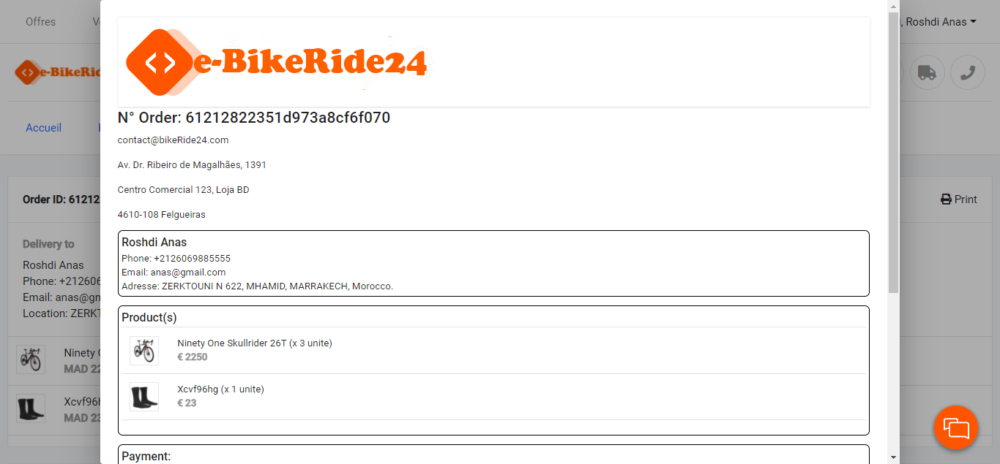 Offres
, Roshdi Anas
e-BikeRide24
e-BikeRid
N° Order: 61212822351d973a8cf6f070
Accueil
contact@bikeRide24.com
Av. Dr. Ribeiro de Magalhães, 1391
Centro Comercial 123, Loja BD
Order ID: 61212
Print
4610-108 Felgueiras
Delivery to
Roshdi Anas
Phone: +212606
Email: anas@gn
Location: ZERKT
Roshdi Anas
Phone: +2126069885555
Email: anas@gmail.com
Adresse: ZERKTOUNI N 622, MHAMID, MARRAKECH, Morocco.
Product(s)
Ninety One Skullrider 26T (x 3 unite)
€ 2250
Ninety
MAD 22
Xcvf96hg (x 1 unite)
€ 23
Xcvf96h
MAD 23
Payment: